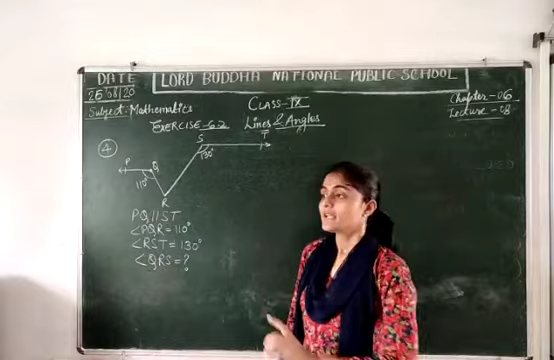 DATE
25/08/20
LORD BUDDHA NATIONAL PUBLIC SCHOOL
Subject:- Mathematics
CLASS-IX
Chapter-06
Lecture-08
EXERCISE-6.2
Lines & Angles
4
S
T
130°
P
Q
110°
R
PQ||ST
∠PQR=110°
∠RST=130°
∠QRS=?